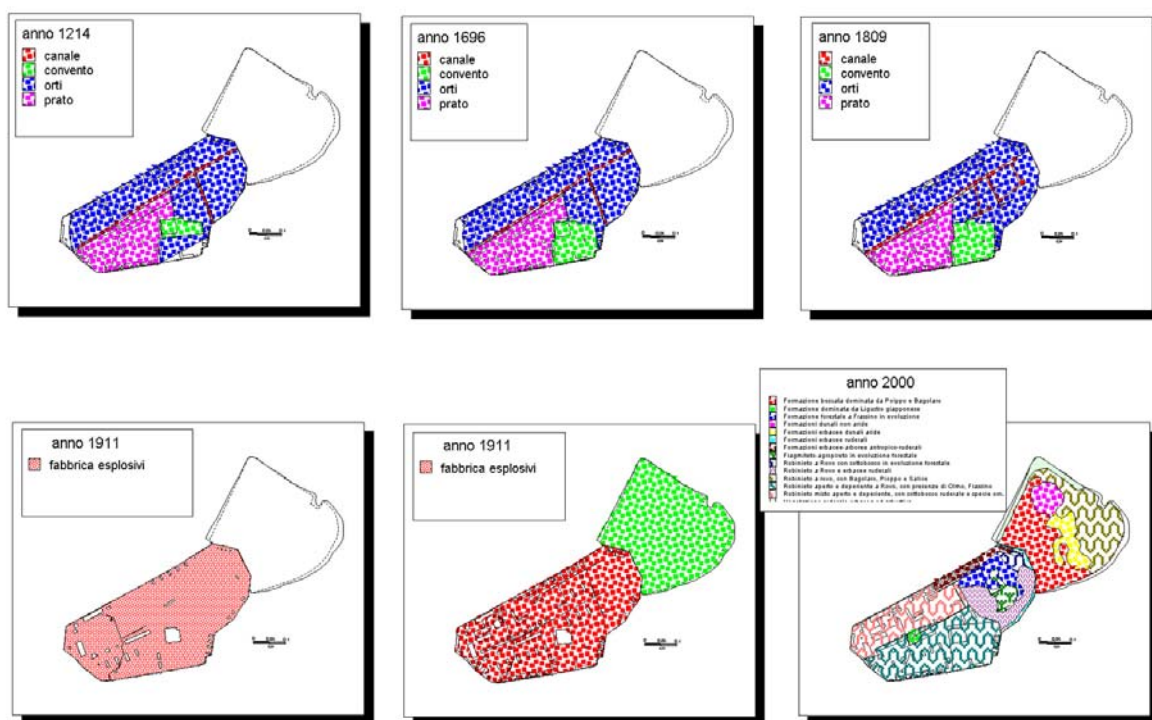 anno 1214
canale
convento
orti
prato
anno 1696
canale
convento
orti
prato
anno 1809
canale
convento
orti
prato
anno 1911
fabbrica esplosivi
anno 1911
fabbrica esplosivi
anno 2000
Formazione boscata dominata da Pioppo e Bagolaro
Formazione dominata da Ligustro giapponese
Formazione forestale a Frassino in evoluzione
Formazioni dunali non aride
Formazioni erbacee dunali aride
Formazioni erbacee ruderali
Formazioni erbacee-arboree antropico-ruderali
Fragmiteto-agropireto in evoluzione forestale
Robinieto a Rovo con sottobosco in evoluzione forestale
Robinieto a Rovo e erbacee ruderali
Robinieto a rovo, con Bagolaro, Pioppo e Salice
Robinieto aperto e deperiente a Rovo, con presenze di Olmo, Frassino
Robinieto misto aperto e deperiente, con sottobosco ruderale e specie orn.